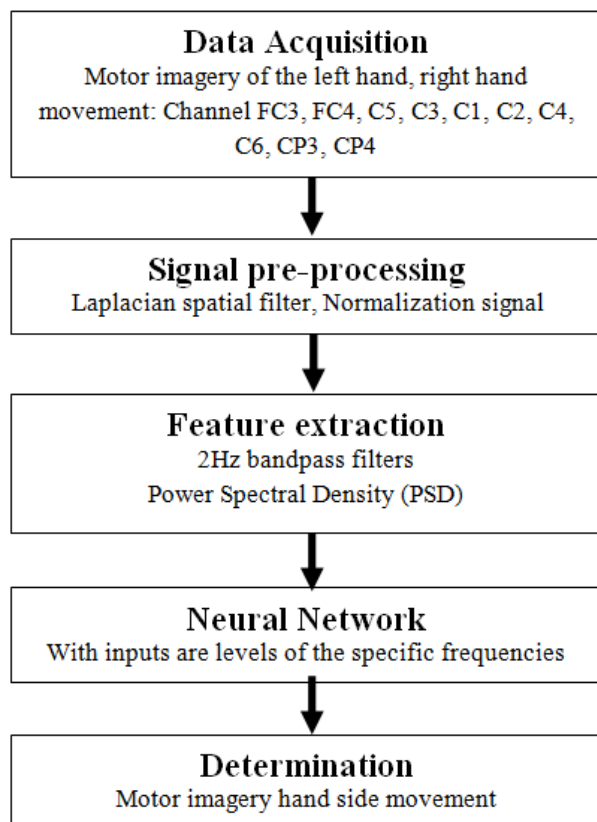 Data Acquisition
Motor imagery of the left hand, right hand
movement: Channel FC3, FC4, C5, C3, C1, C2, C4,
C6, CP3, CP4
Signal pre-processing
Laplacian spatial filter, Normalization signal
Feature extraction
2Hz bandpass filters
Power Spectral Density (PSD)
Neural Network
With inputs are levels of the specific frequencies
Determination
Motor imagery hand side movement